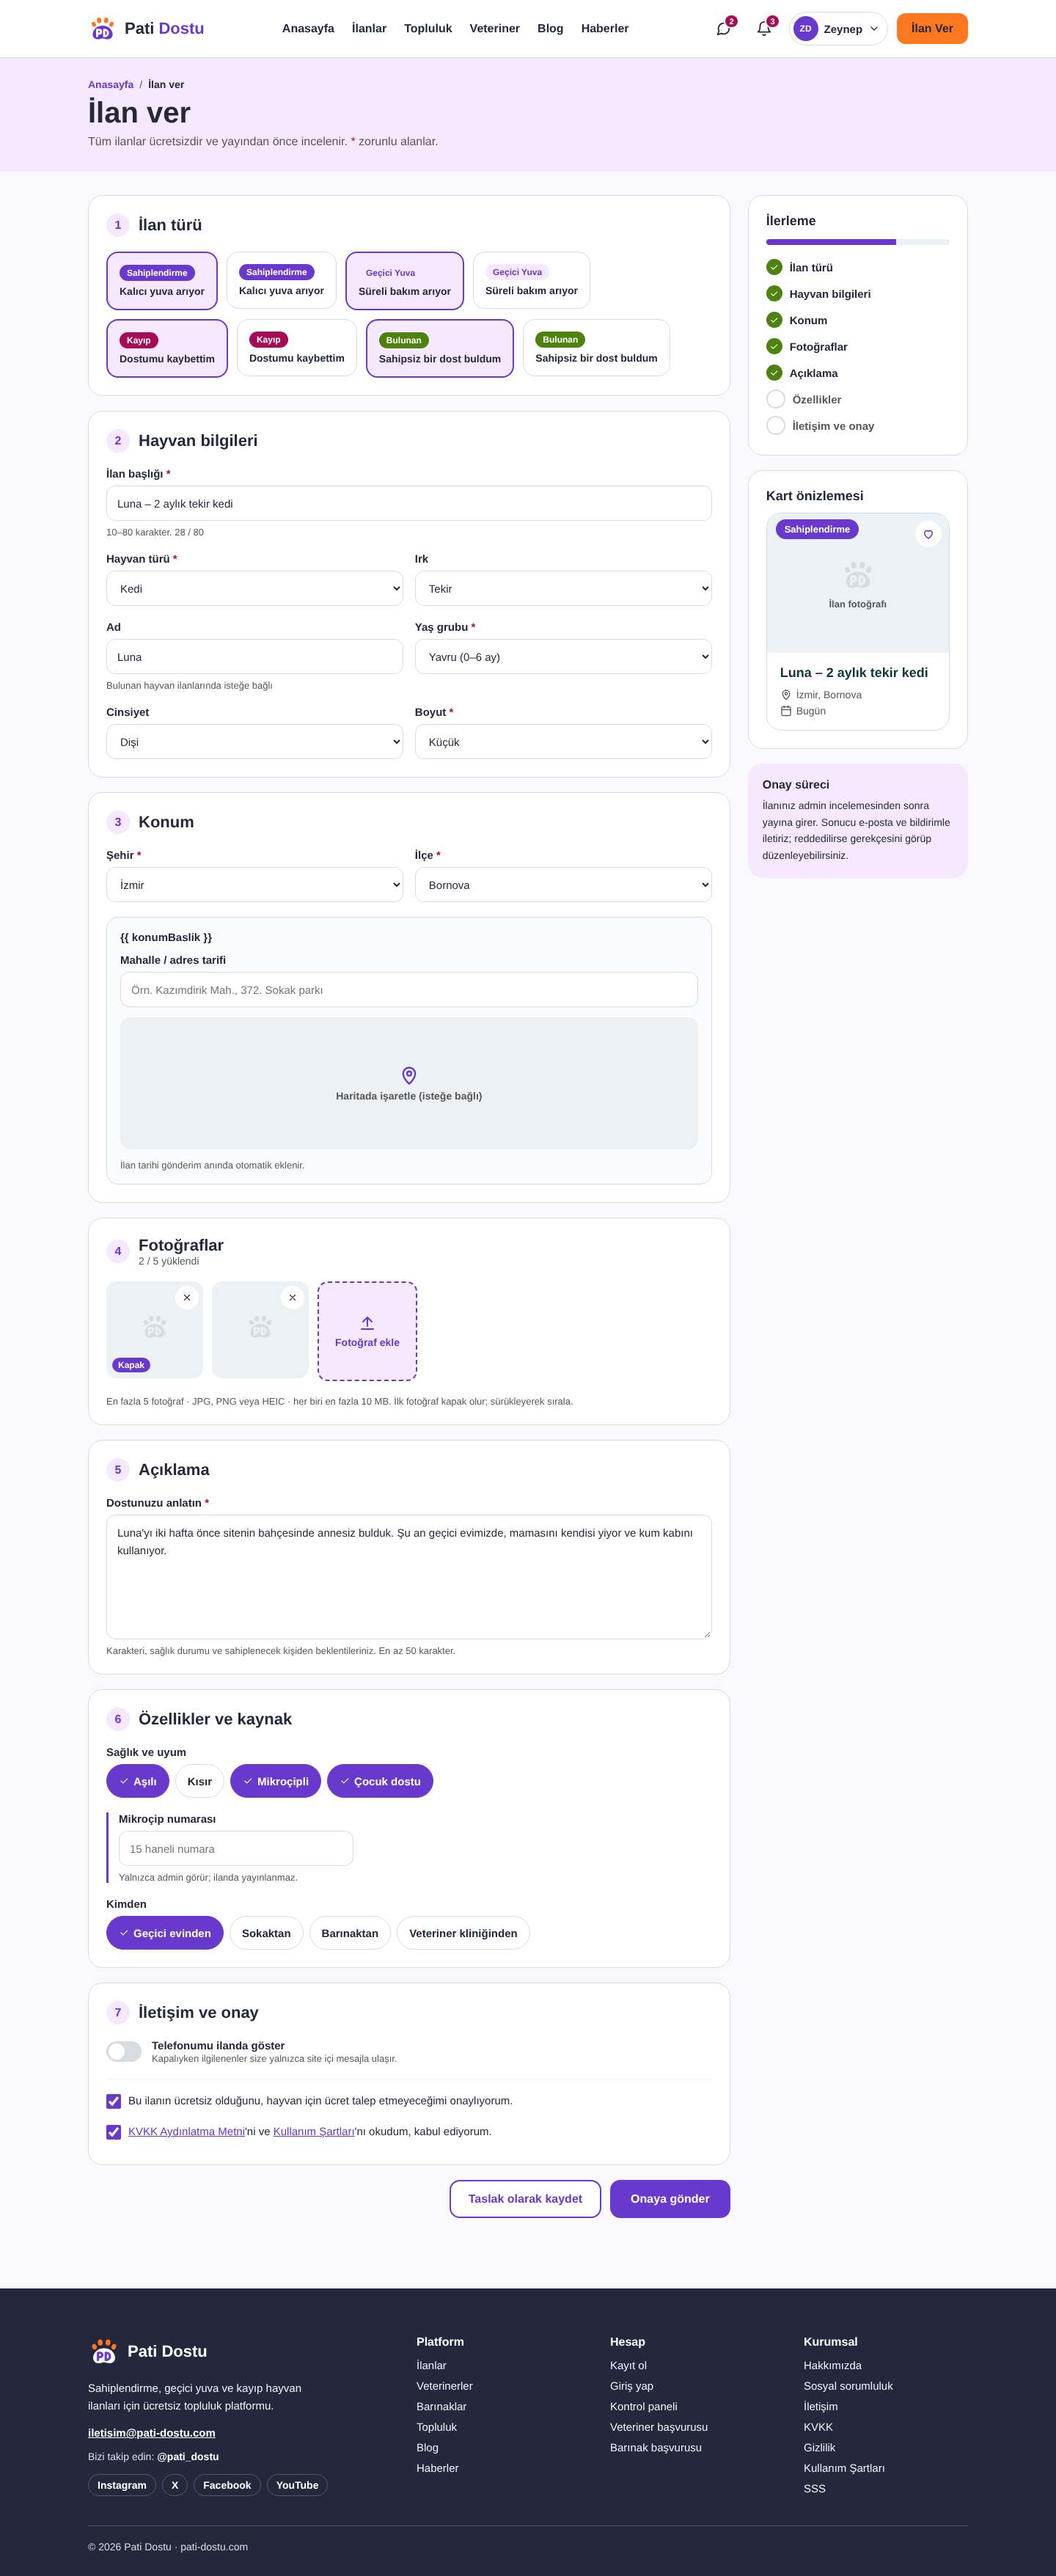 Pati Dostu
Anasayfa İlanlar Topluluk Veteriner Blog Haberler
2
3
ZD Zeynep
İlan Ver
Anasayfa / İlan ver
İlan ver
Tüm ilanlar ücretsizdir ve yayından önce incelenir. * zorunlu alanlar.
1 İlan türü
Sahiplendirme
Kalıcı yuva arıyor
Sahiplendirme
Kalıcı yuva arıyor
Geçici Yuva
Süreli bakım arıyor
Geçici Yuva
Süreli bakım arıyor
Kayıp
Dostumu kaybettim
Kayıp
Dostumu kaybettim
Bulunan
Sahipsiz bir dost buldum
Bulunan
Sahipsiz bir dost buldum
2 Hayvan bilgileri
İlan başlığı *
Luna – 2 aylık tekir kedi
10–80 karakter. 28 / 80
Hayvan türü *
Kedi
Irk
Tekir
Ad
Luna
Bulunan hayvan ilanlarında isteğe bağlı
Yaş grubu *
Yavru (0–6 ay)
Cinsiyet
Dişi
Boyut *
Küçük
3 Konum
Şehir *
İzmir
İlçe *
Bornova
{{ konumBaslik }}
Mahalle / adres tarifi
Örn. Kazımdirik Mah., 372. Sokak parkı
Haritada işaretle (isteğe bağlı)
İlan tarihi gönderim anında otomatik eklenir.
4 Fotoğraflar
2 / 5 yüklendi
PD
Kapak
PD
Fotoğraf ekle
En fazla 5 fotoğraf · JPG, PNG veya HEIC · her biri en fazla 10 MB. İlk fotoğraf kapak olur; sürükleyerek sırala.
5 Açıklama
Dostunuzu anlatın *
Luna'yı iki hafta önce sitenin bahçesinde annesiz bulduk. Şu an geçici evimizde, mamasını kendisi yiyor ve kum kabını
kullanıyor.
Karakteri, sağlık durumu ve sahiplenecek kişiden beklentileriniz. En az 50 karakter.
6 Özellikler ve kaynak
Sağlık ve uyum
Aşılı
Kısır
Mikroçipli
Çocuk dostu
Mikroçip numarası
15 haneli numara
Yalnızca admin görür; ilanda yayınlanmaz.
Kimden
Geçici evinden
Sokaktan
Barınaktan
Veteriner kliniğinden
7 İletişim ve onay
Telefonumu ilanda göster
Kapalıyken ilgilenenler size yalnızca site içi mesajla ulaşır.
Bu ilanın ücretsiz olduğunu, hayvan için ücret talep etmeyeceğimi onaylıyorum.
KVKK Aydınlatma Metni'ni ve Kullanım Şartları'nı okudum, kabul ediyorum.
Taslak olarak kaydet
Onaya gönder
İlerleme
İlan türü
Hayvan bilgileri
Konum
Fotoğraflar
Açıklama
Özellikler
İletişim ve onay
Kart önizlemesi
Sahiplendirme
PD
İlan fotoğrafı
Luna – 2 aylık tekir kedi
İzmir, Bornova
Bugün
Onay süreci
İlanınız admin incelemesinden sonra
yayına girer. Sonucu e-posta ve bildirimle
iletiriz; reddedilirse gerekçesini görüp
düzenleyebilirsiniz.
PD Pati Dostu
Sahiplendirme, geçici yuva ve kayıp hayvan
ilanları için ücretsiz topluluk platformu.
iletisim@pati-dostu.com
Bizi takip edin: @pati_dostu
Instagram X Facebook YouTube
Platform
İlanlar
Veterinerler
Barınaklar
Topluluk
Blog
Haberler
Hesap
Kayıt ol
Giriş yap
Kontrol paneli
Veteriner başvurusu
Barınak başvurusu
Kurumsal
Hakkımızda
Sosyal sorumluluk
İletişim
KVKK
Gizlilik
Kullanım Şartları
SSS
© 2026 Pati Dostu · pati-dostu.com